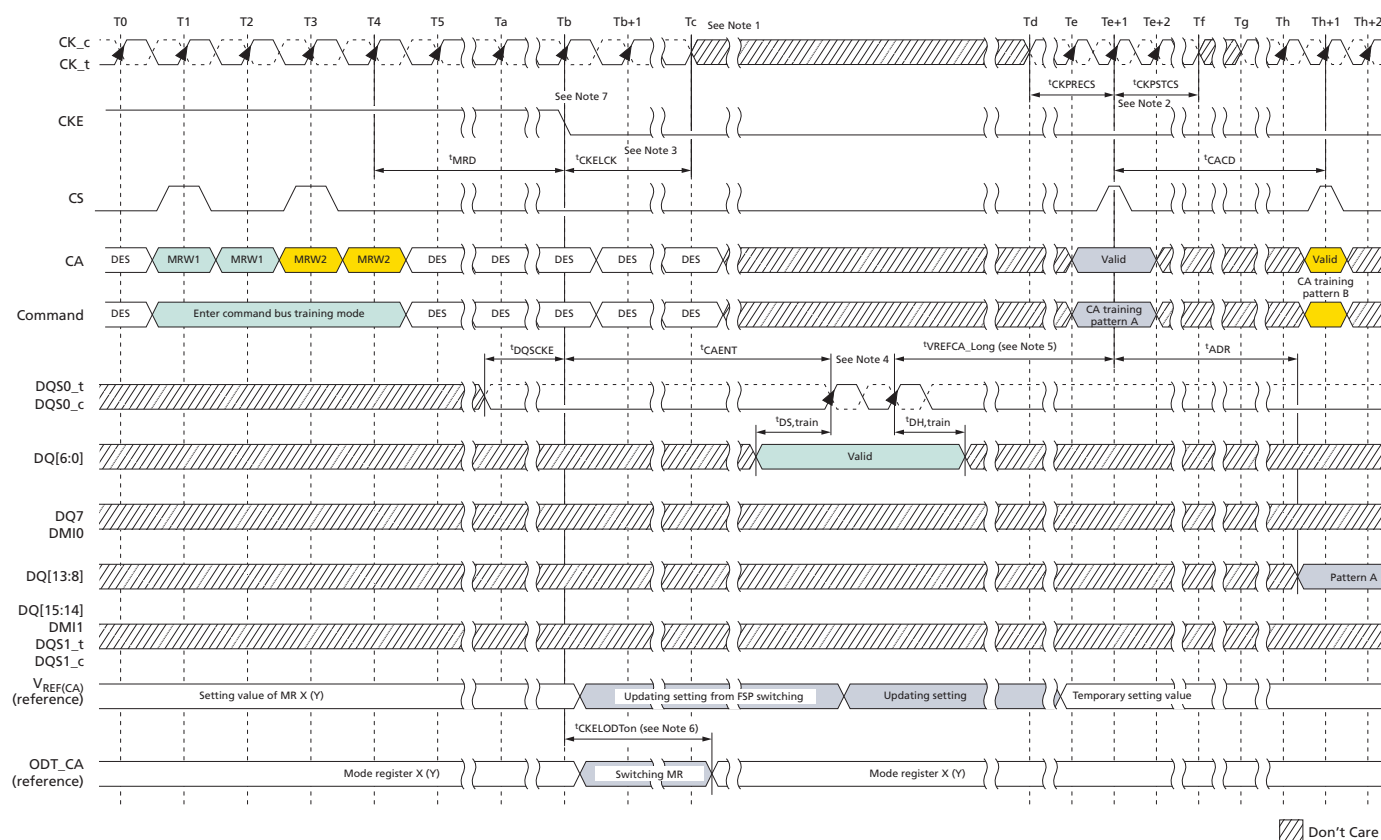 T0 T1 T2 T3 T4 T5 Ta Tb Tb+1 Tc See Note 1 Td Te Te+1 Te+2 Tf Tg Th Th+1 Th+2
CK_c
CK_t
tCKPRECS tCKPSTCS
See Note 7 See Note 2
CKE
tMRD tCKELCK See Note 3 tCACD
CS
CA DES MRW1 MRW1 MRW2 MRW2 DES DES DES DES DES Valid Valid
CA training
pattern B
Command DES Enter command bus training mode DES DES DES DES DES CA training
pattern A
tDQSCKE tCAENT See Note 4 tVREFCA_Long (see Note 5) tADR
DQS0_t
DQS0_c
tDS,train tDH,train
DQ[6:0] Valid
DQ7
DMI0
DQ[13:8] Pattern A
DQ[15:14]
DMI1
DQS1_t
DQS1_c
VREF(CA)
(reference) Setting value of MR X (Y) Updating setting from FSP switching Updating setting Temporary setting value
tCKELODTon (see Note 6)
ODT_CA
(reference) Mode register X (Y) Switching MR Mode register X (Y)
Don't Care